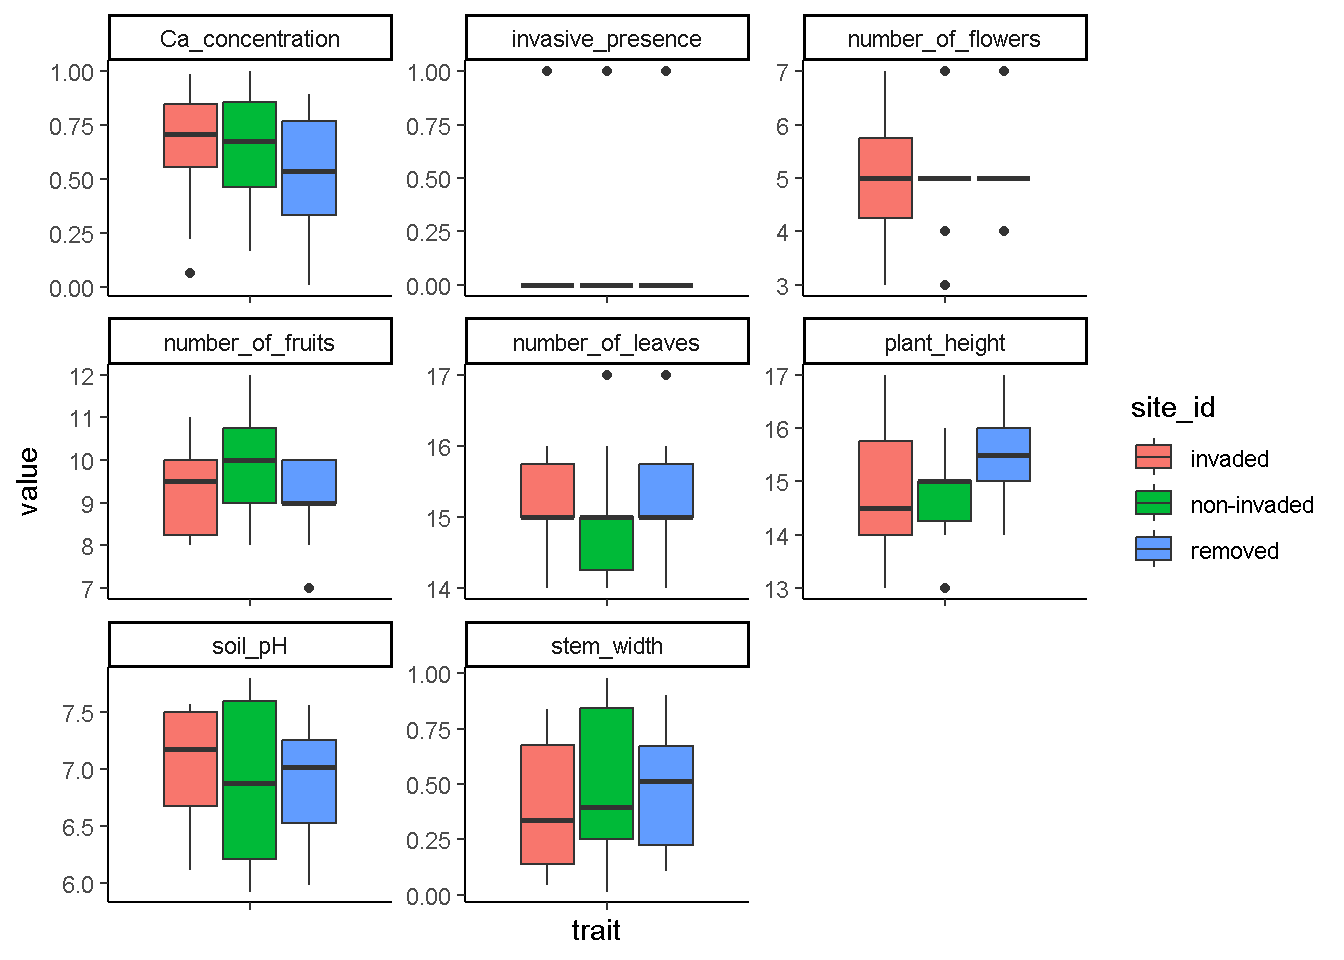 Ca_concentration
invasive_presence
number_of_flowers
1.00
0.75
0.50
0.25
0.00
1.00
0.75
0.50
0.25
0.00
7
6
5
4
3
number_of_fruits
number_of_leaves
plant_height
12
11
10
9
8
7
17
16
15
14
17
16
15
14
13
soil_pH
stem_width
7.5
7.0
6.5
6.0
1.00
0.75
0.50
0.25
0.00
value
trait
site_id
invaded
non-invaded
removed